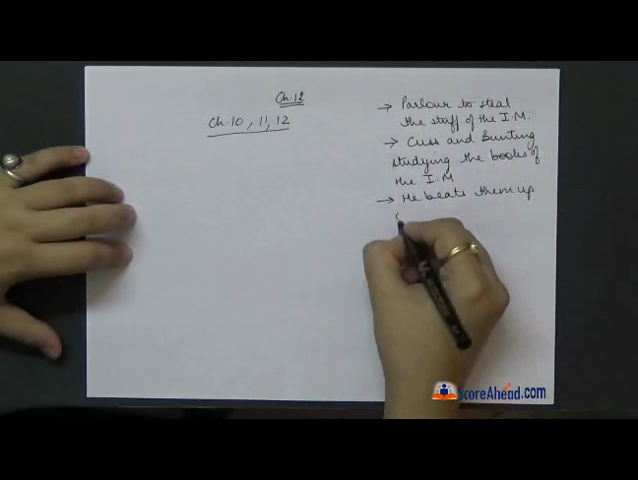 Ch.12
Ch.10, 11, 12
→ Parlour to steal
the stuff of the I.M.
→ Cuss and Bunting
studying the books of
the I.M
→ He beats them up
ScoreAhead.com